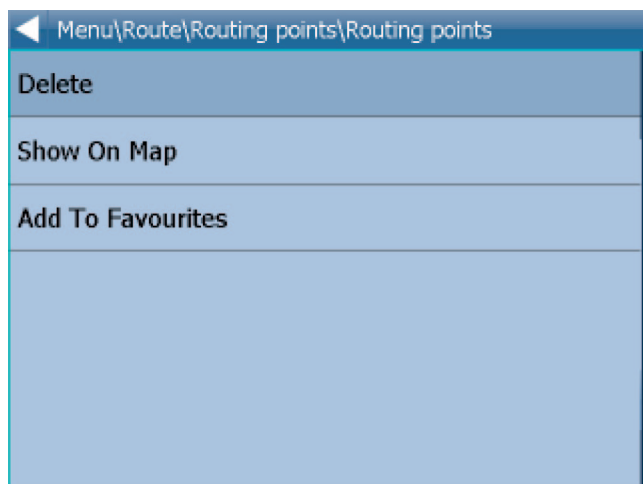 Menu\Route\Routing points\Routing points
Delete
Show On Map
Add To Favourites